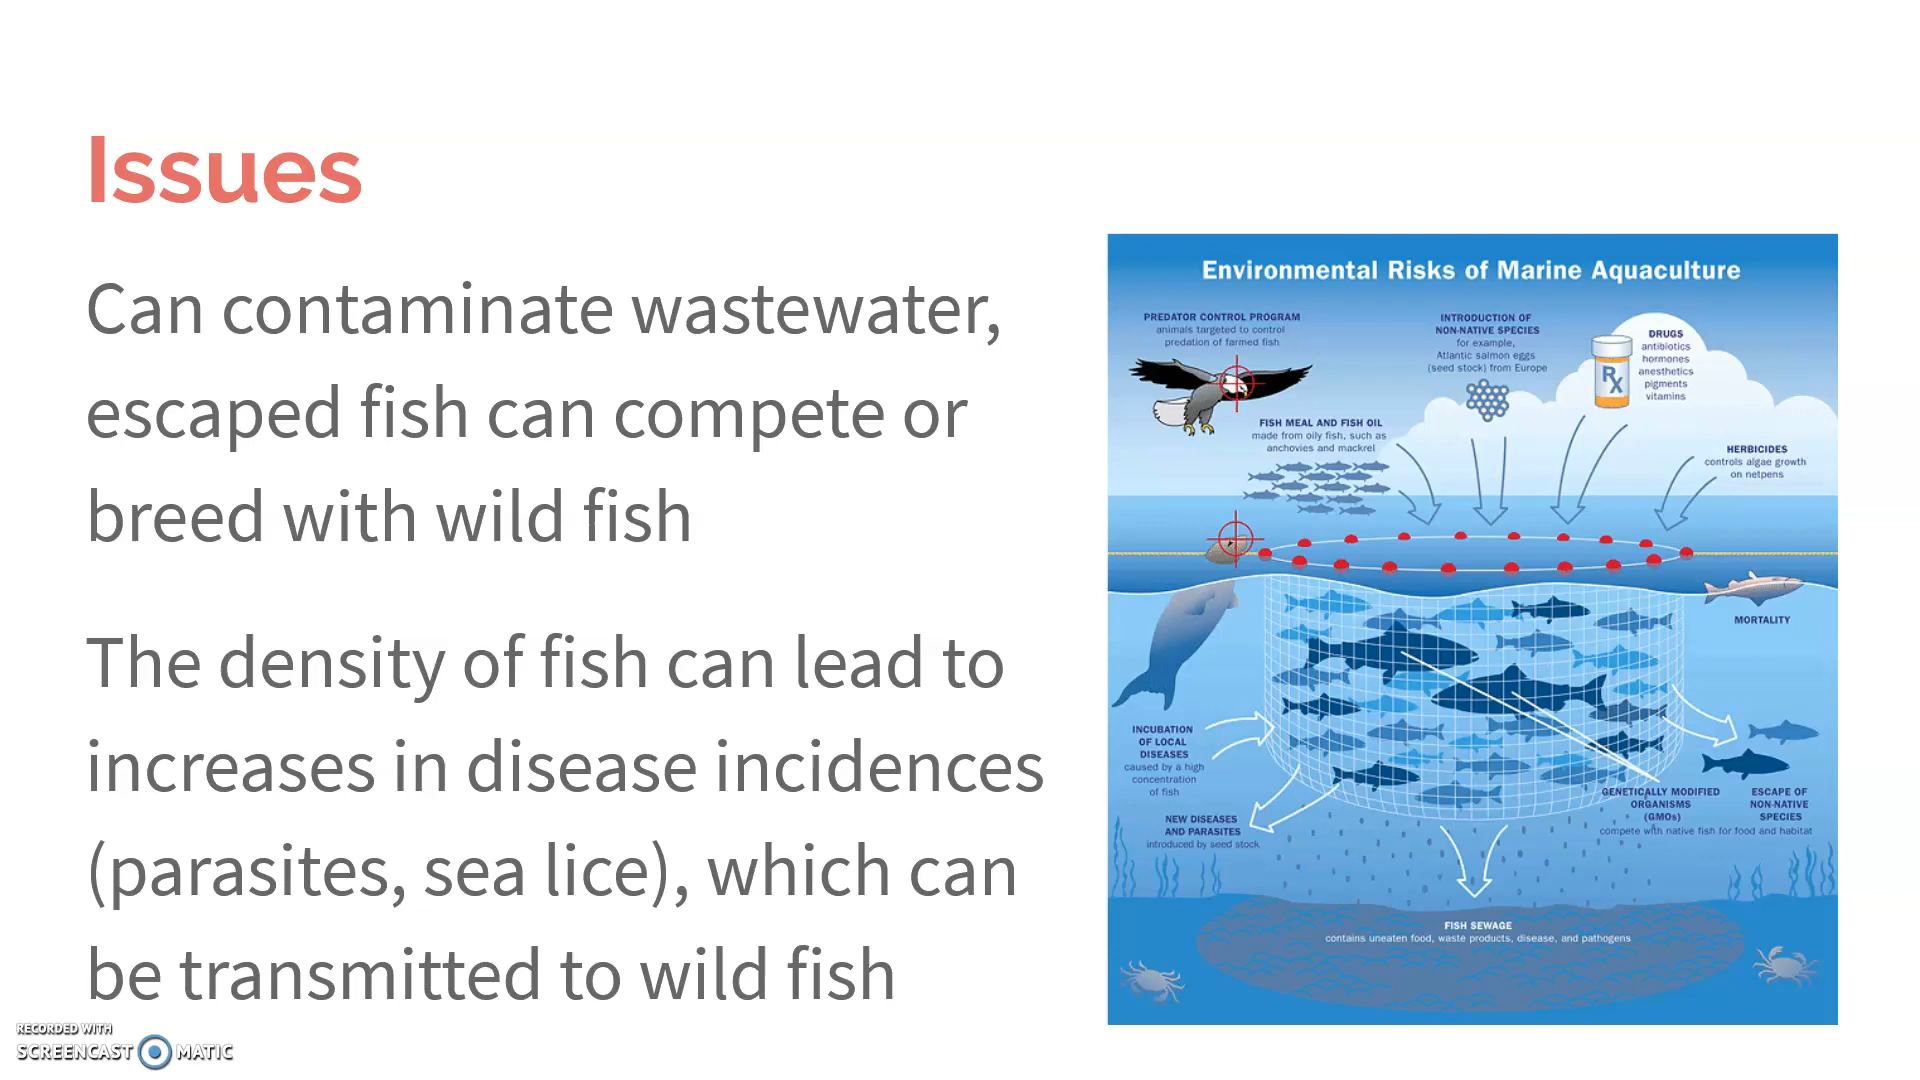 Issues
Can contaminate wastewater,
escaped fish can compete or
breed with wild fish
The density of fish can lead to
increases in disease incidences
(parasites, sea lice), which can
be transmitted to wild fish
Environmental Risks of Marine Aquaculture
PREDATOR CONTROL PROGRAM
animals targeted to control
predation of farmed fish
INTRODUCTION OF
NON-NATIVE SPECIES
for example,
Atlantic salmon eggs
(seed stock) from Europe
DRUGS
antibiotics
hormones
anesthetics
pigments
vitamins
Rx
FISH MEAL AND FISH OIL
made from oily fish, such as
anchovies and mackrel
HERBICIDES
controls algae growth
on netpens
MORTALITY
INCUBATION
OF LOCAL
DISEASES
caused by a high
concentration
of fish
NEW DISEASES
AND PARASITES
introduced by seed stock
GENETICALLY MODIFIED
ORGANISMS
(GMOs)
ESCAPE OF
NON-NATIVE
SPECIES
compete with native fish for food and habitat
FISH SEWAGE
contains uneaten food, waste products, disease, and pathogens
RECORDED WITH
SCREENCAST MATIC